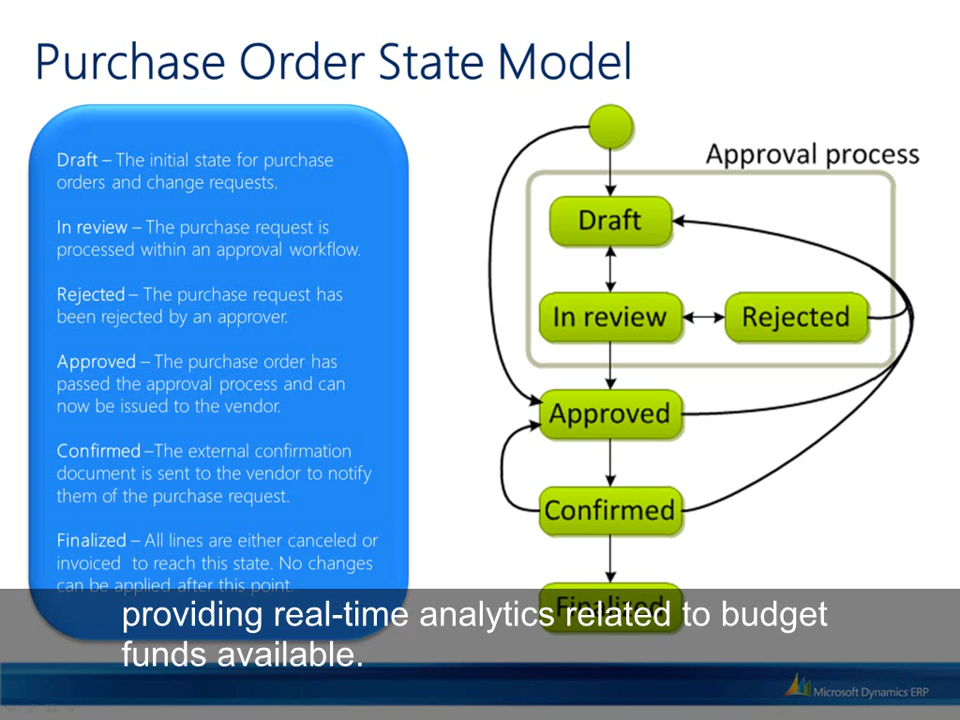 Purchase Order State Model
Draft – The initial state for purchase
orders and change requests.
In review – The purchase request is
processed within an approval workflow.
Rejected – The purchase request has
been rejected by an approver.
Approved – The purchase order has
passed the approval process and can
now be issued to the vendor.
Confirmed –The external confirmation
document is sent to the vendor to notify
them of the purchase request.
Finalized – All lines are either canceled or
invoiced  to reach this state. No changes
can be applied after this point.
Approval process
Draft
In review
Rejected
Approved
Confirmed
Finalized
providing real-time analytics related to budget
funds available.
Microsoft Dynamics ERP